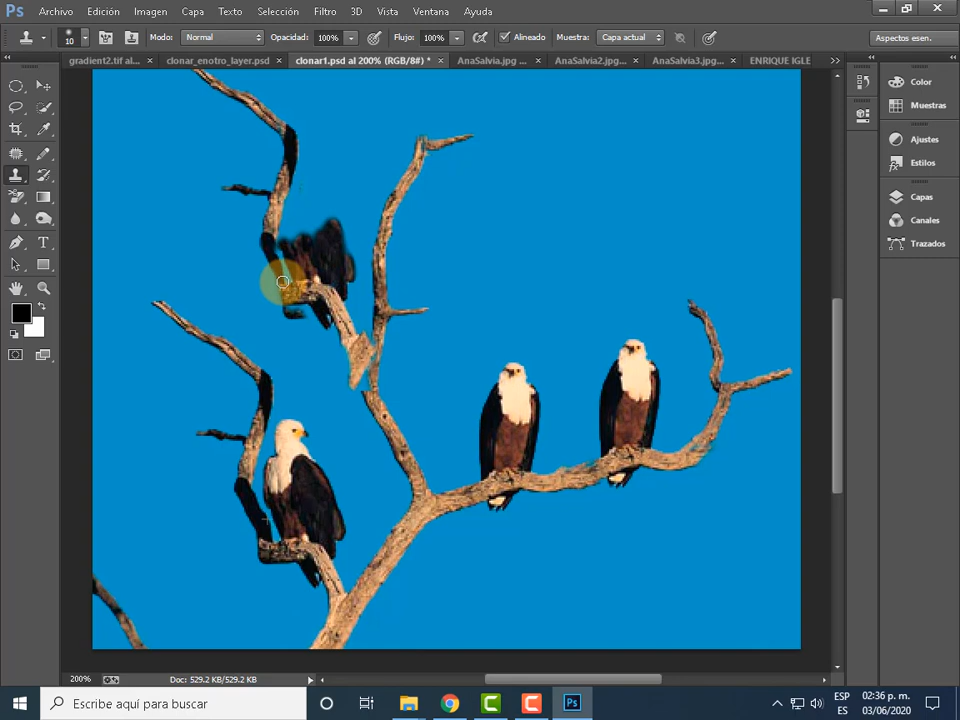 Ps Archivo Edición Imagen Capa Texto Selección Filtro 3D Vista Ventana Ayuda
10 Modo: Normal Opacidad: 100% Flujo: 100% Alineado Muestra: Capa actual Aspectos esen.
gradient2.tif al... × clonar_enotro_layer.psd × clonar1.psd al 200% (RGB/8#) * × AnaSalvia.jpg ... × AnaSalvia2.jpg... × AnaSalvia3.jpg... × ENRIQUE IGLE
Color
Muestras
Ajustes
Estilos
Capas
Canales
Trazados
T
200% Doc: 529.2 KB/529.2 KB
Escribe aquí para buscar
Ps
ESP
ES
02:36 p. m.
03/06/2020